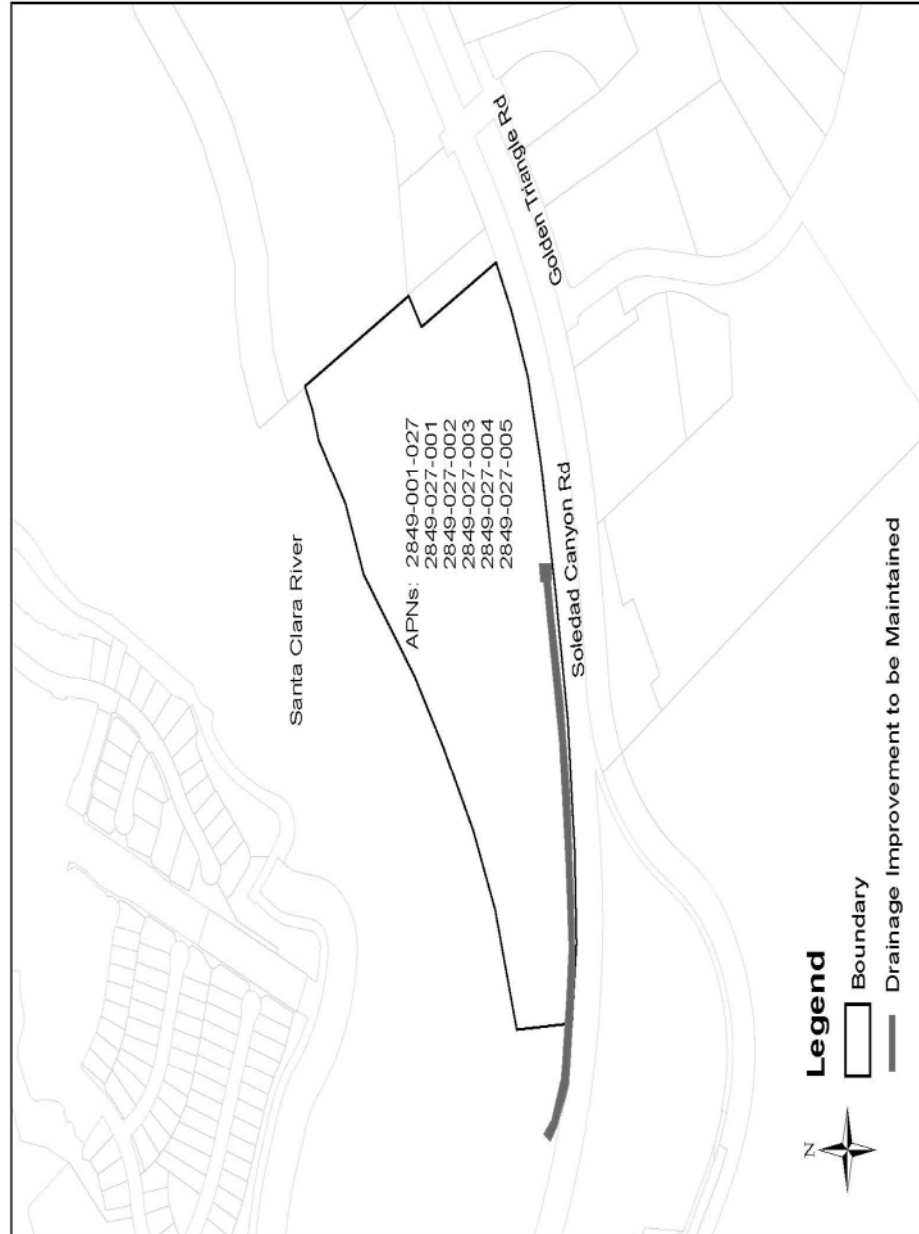 Santa Clara River
APNs: 2849-001-027
2849-027-001
2849-027-002
2849-027-003
2849-027-004
2849-027-005
Golden Triangle Rd
Soledad Canyon Rd
N
Legend
Boundary
Drainage Improvement to be Maintained